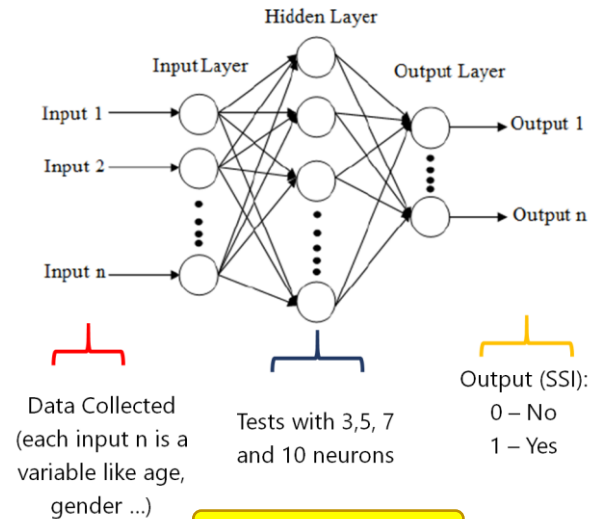 Hidden Layer
Input Layer
Output Layer
Input 1
Output 1
Input 2
Output n
Input n
Data Collected
(each input n is a
variable like age,
gender ...)
Tests with 3,5, 7
and 10 neurons
Output (SSI):
0 – No
1 – Yes